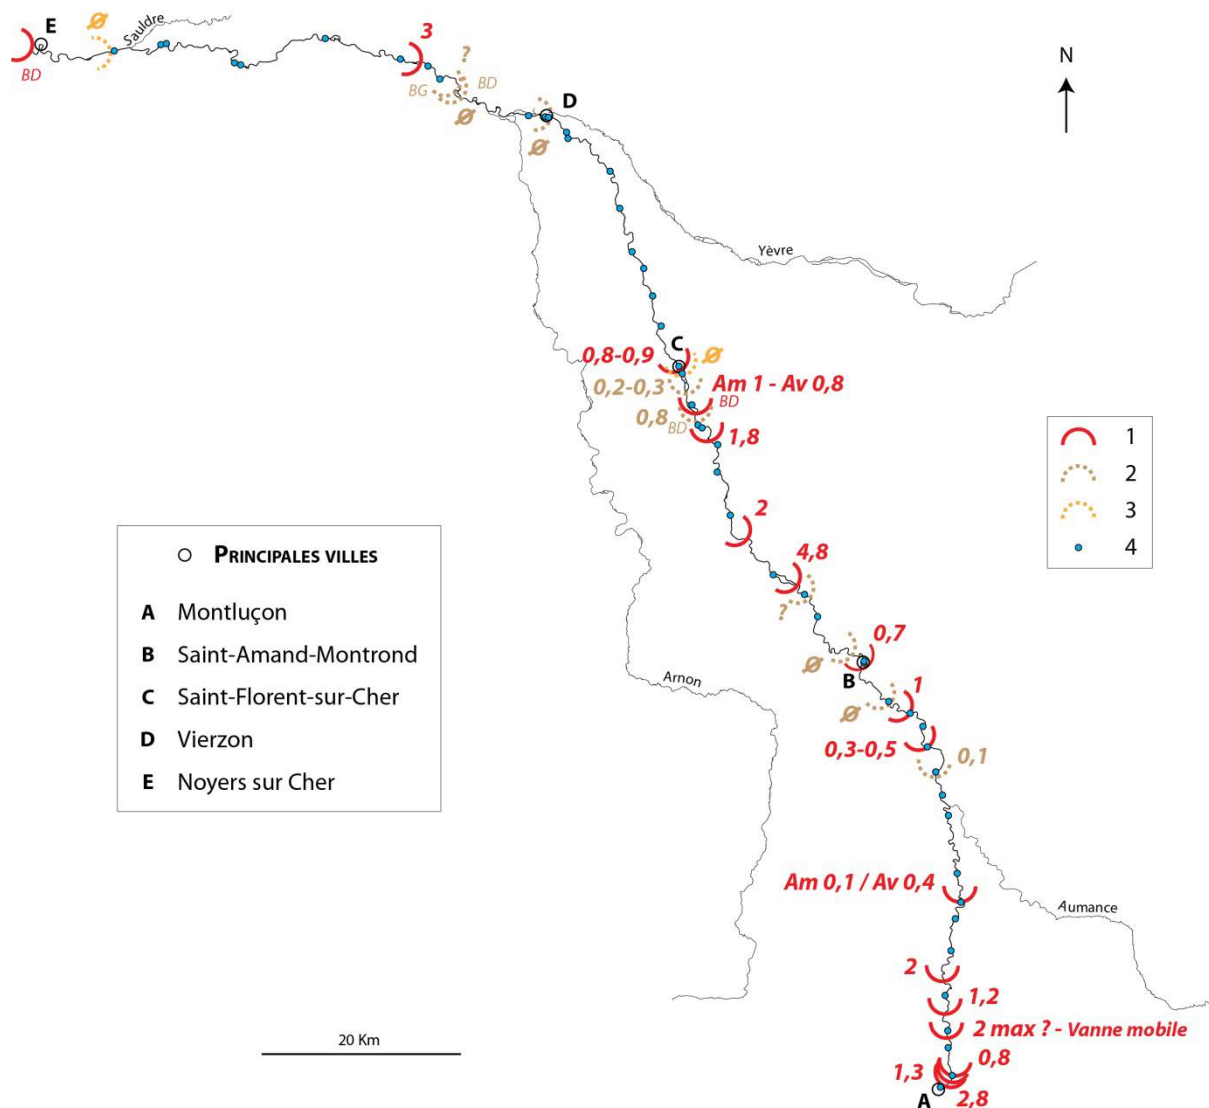 E
Ø
Sauldre
BD
3
?
BG
BD
Ø
D
Ø
N
Yèvre
C
0,8-0,9
Ø
0,2-0,3
Am 1 - Av 0,8
BD
0,8
BD
1,8
2
4,8
?
0,7
Ø
B
1
Ø
0,3-0,5
0,1
Arnon
Am 0,1 / Av 0,4
Aumance
2
1,2
2 max ? - Vanne mobile
0,8
1,3
A
2,8
20 Km
PRINCIPALES VILLES
A Montluçon
B Saint-Amand-Montrond
C Saint-Florent-sur-Cher
D Vierzon
E Noyers sur Cher
1
2
3
4